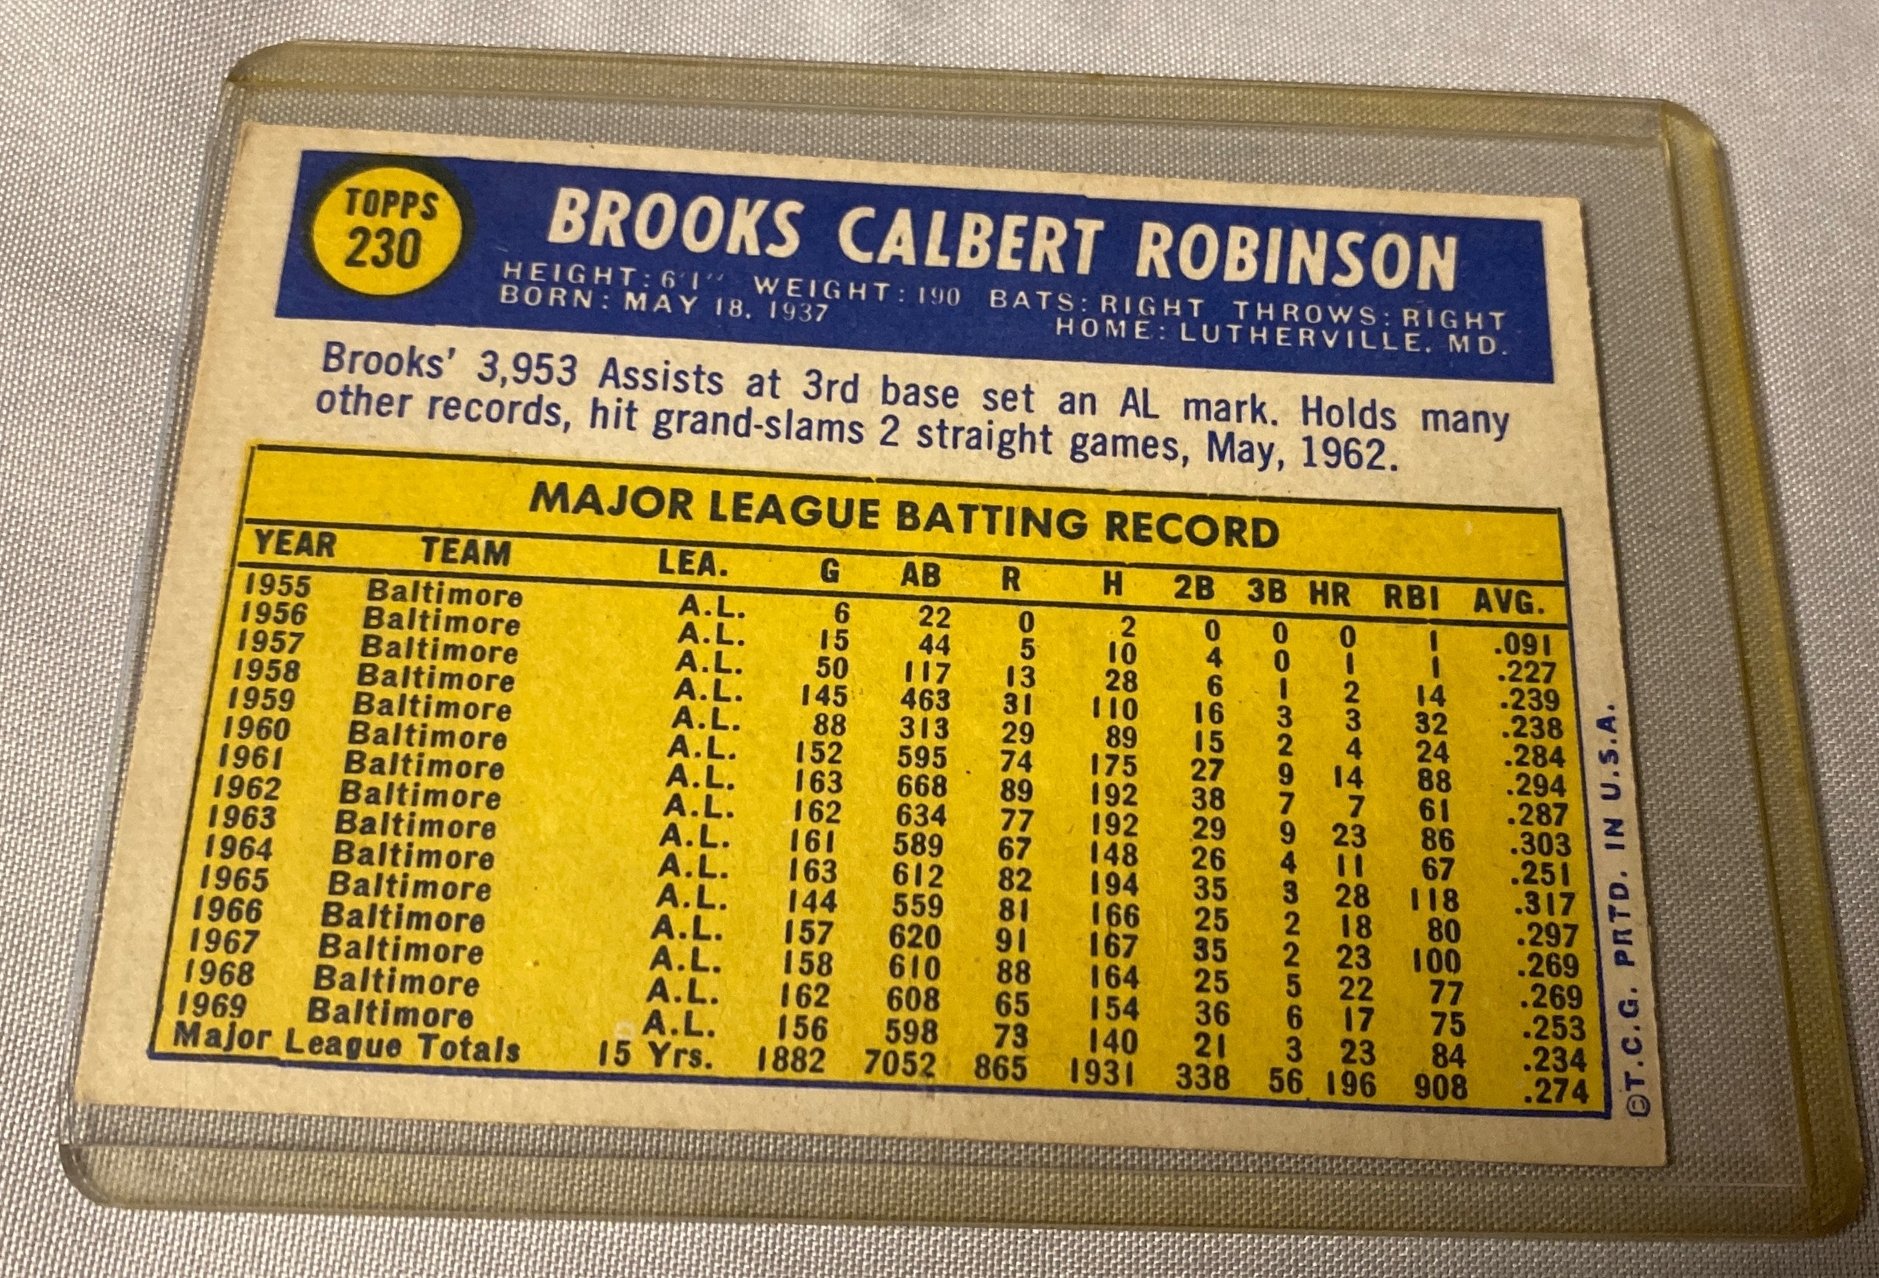 TOPPS
230
BROOKS CALBERT ROBINSON
HEIGHT: 6'1" WEIGHT: 190 BATS: RIGHT THROWS: RIGHT
BORN: MAY 18, 1937 HOME: LUTHERVILLE, MD.
Brooks' 3,953 Assists at 3rd base set an AL mark. Holds many
other records, hit grand-slams 2 straight games, May, 1962.
MAJOR LEAGUE BATTING RECORD
YEAR TEAM LEA. G AB R H 2B 3B HR RBI AVG.
1955 Baltimore A.L. 6 22 0 2 0 0 0 1 .091
1956 Baltimore A.L. 15 44 5 10 4 0 1 1 .227
1957 Baltimore A.L. 50 117 13 28 6 1 2 14 .239
1958 Baltimore A.L. 145 463 31 110 16 3 3 32 .238
1959 Baltimore A.L. 88 313 29 89 15 2 4 24 .284
1960 Baltimore A.L. 152 595 74 175 27 9 14 88 .294
1961 Baltimore A.L. 163 668 89 192 38 7 7 61 .287
1962 Baltimore A.L. 162 634 77 192 29 9 23 86 .303
1963 Baltimore A.L. 161 589 67 148 26 4 11 67 .251
1964 Baltimore A.L. 163 612 82 194 35 3 28 118 .317
1965 Baltimore A.L. 144 559 81 166 25 2 18 80 .297
1966 Baltimore A.L. 157 620 91 167 35 2 23 100 .269
1967 Baltimore A.L. 158 610 88 164 25 5 22 77 .269
1968 Baltimore A.L. 162 608 65 154 36 6 17 75 .253
1969 Baltimore A.L. 156 598 73 140 21 3 23 84 .234
Major League Totals 15 Yrs. 1882 7052 865 1931 338 56 196 908 .274
©T.C.G. PRTD. IN U.S.A.